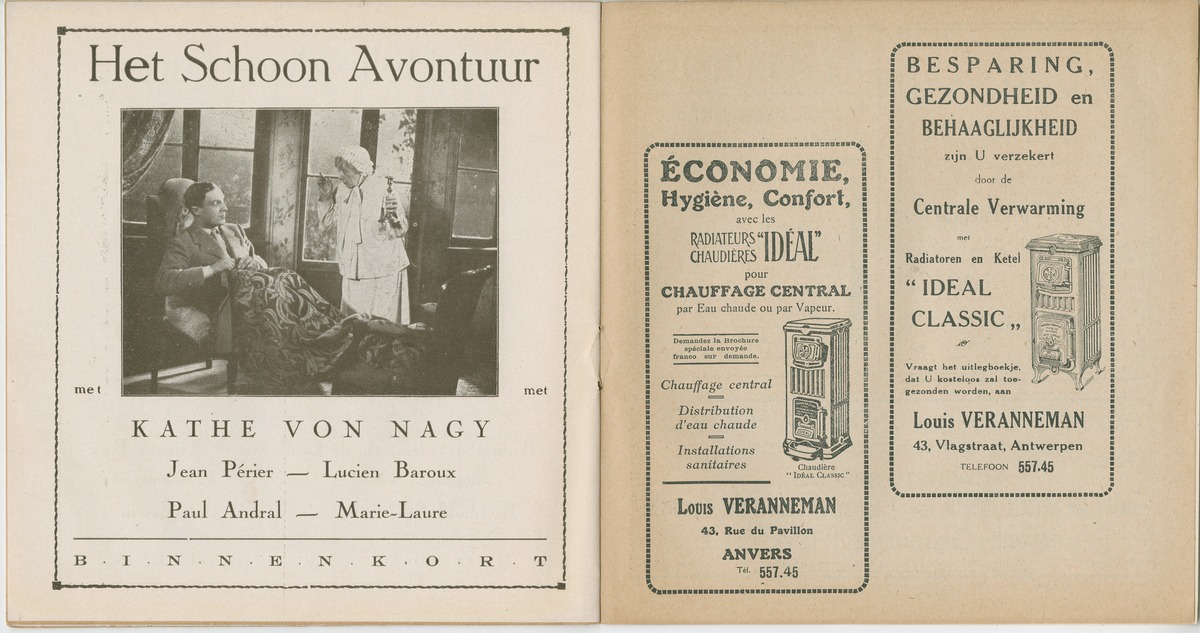 Het Schoon Avontuur
met met
KATHE VON NAGY
Jean Périer — Lucien Baroux
Paul Andral — Marie-Laure
B·I·N·N·E·N·K·O·R·T
ÉCONOMIE,
Hygiène, Confort,
avec les
RADIATEURS "IDÉAL"
CHAUDIÈRES
pour
CHAUFFAGE CENTRAL
par Eau chaude ou par Vapeur.
Demandez la Brochure
spéciale envoyée
franco sur demande.
Chauffage central
Distribution
d'eau chaude
Installations
sanitaires
Chaudière
"IDÉAL CLASSIC"
Louis VERANNEMAN
43, Rue du Pavillon
ANVERS
Tél. 557.45
BESPARING,
GEZONDHEID en
BEHAAGLIJKHEID
zijn U verzekert
door de
Centrale Verwarming
met
Radiatoren en Ketel
"IDEAL
CLASSIC„
Vraagt het uitlegboekje,
dat U kosteloos zal toe-
gezonden worden, aan
Louis VERANNEMAN
43, Vlagstraat, Antwerpen
TELEFOON 557.45